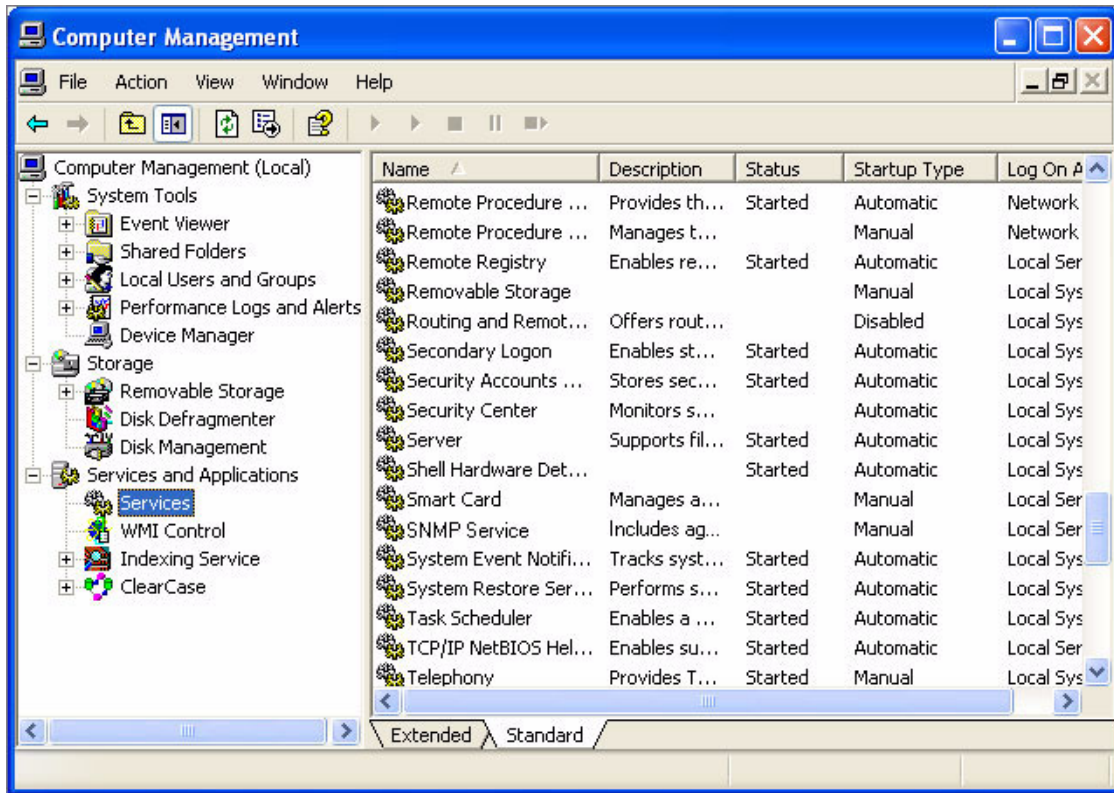 Computer Management
File Action View Window Help
Computer Management (Local)
System Tools
Event Viewer
Shared Folders
Local Users and Groups
Performance Logs and Alerts
Device Manager
Storage
Removable Storage
Disk Defragmenter
Disk Management
Services and Applications
Services
WMI Control
Indexing Service
ClearCase
Name Description Status Startup Type Log On A
Remote Procedure ... Provides th... Started Automatic Network
Remote Procedure ... Manages t... Manual Network
Remote Registry Enables re... Started Automatic Local Ser
Removable Storage Manual Local Sys
Routing and Remot... Offers rout... Disabled Local Sys
Secondary Logon Enables st... Started Automatic Local Sys
Security Accounts ... Stores sec... Started Automatic Local Sys
Security Center Monitors s... Automatic Local Sys
Server Supports fil... Started Automatic Local Sys
Shell Hardware Det... Started Automatic Local Sys
Smart Card Manages a... Manual Local Ser
SNMP Service Includes ag... Manual Local Ser
System Event Notifi... Tracks syst... Started Automatic Local Sys
System Restore Ser... Performs s... Started Automatic Local Sys
Task Scheduler Enables a ... Started Automatic Local Sys
TCP/IP NetBIOS Hel... Enables su... Started Automatic Local Ser
Telephony Provides T... Started Manual Local Sys
Extended Standard